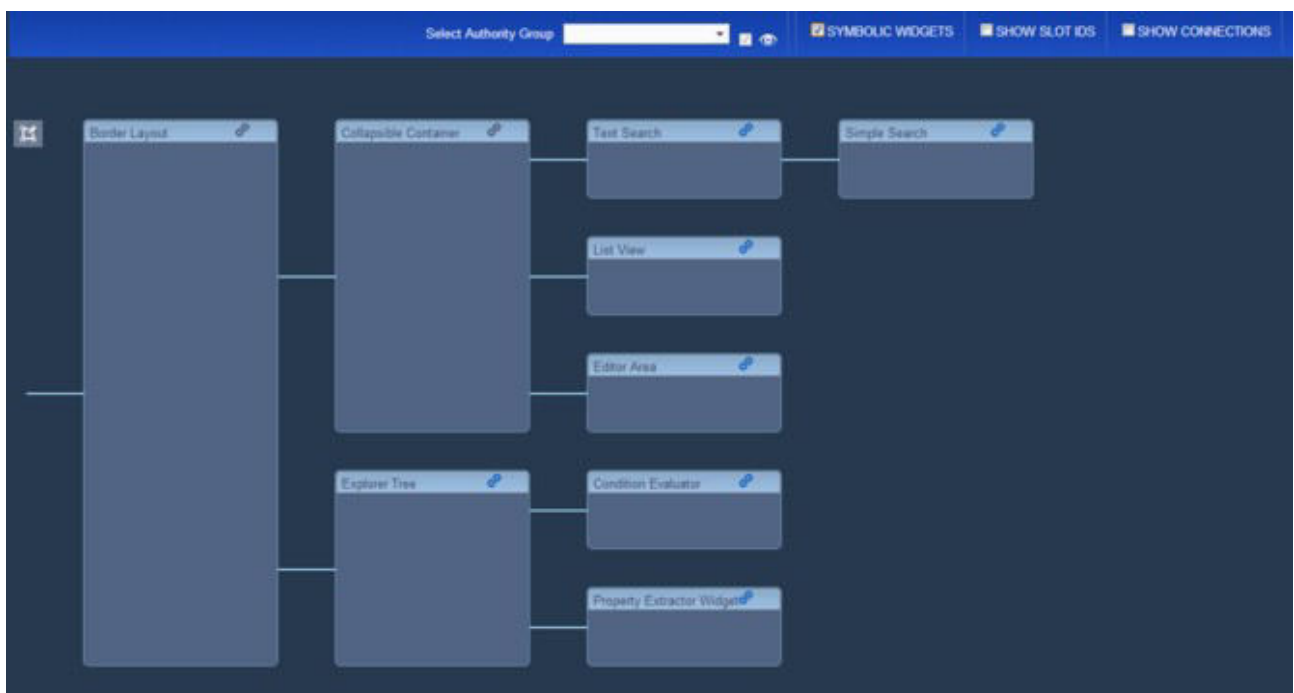 Select Authority Group
SYMBOLIC WIDGETS
SHOW SLOT IDS
SHOW CONNECTIONS
Border Layout
Collapsible Container
Text Search
Simple Search
List View
Editor Area
Explorer Tree
Condition Evaluator
Property Extractor Widget